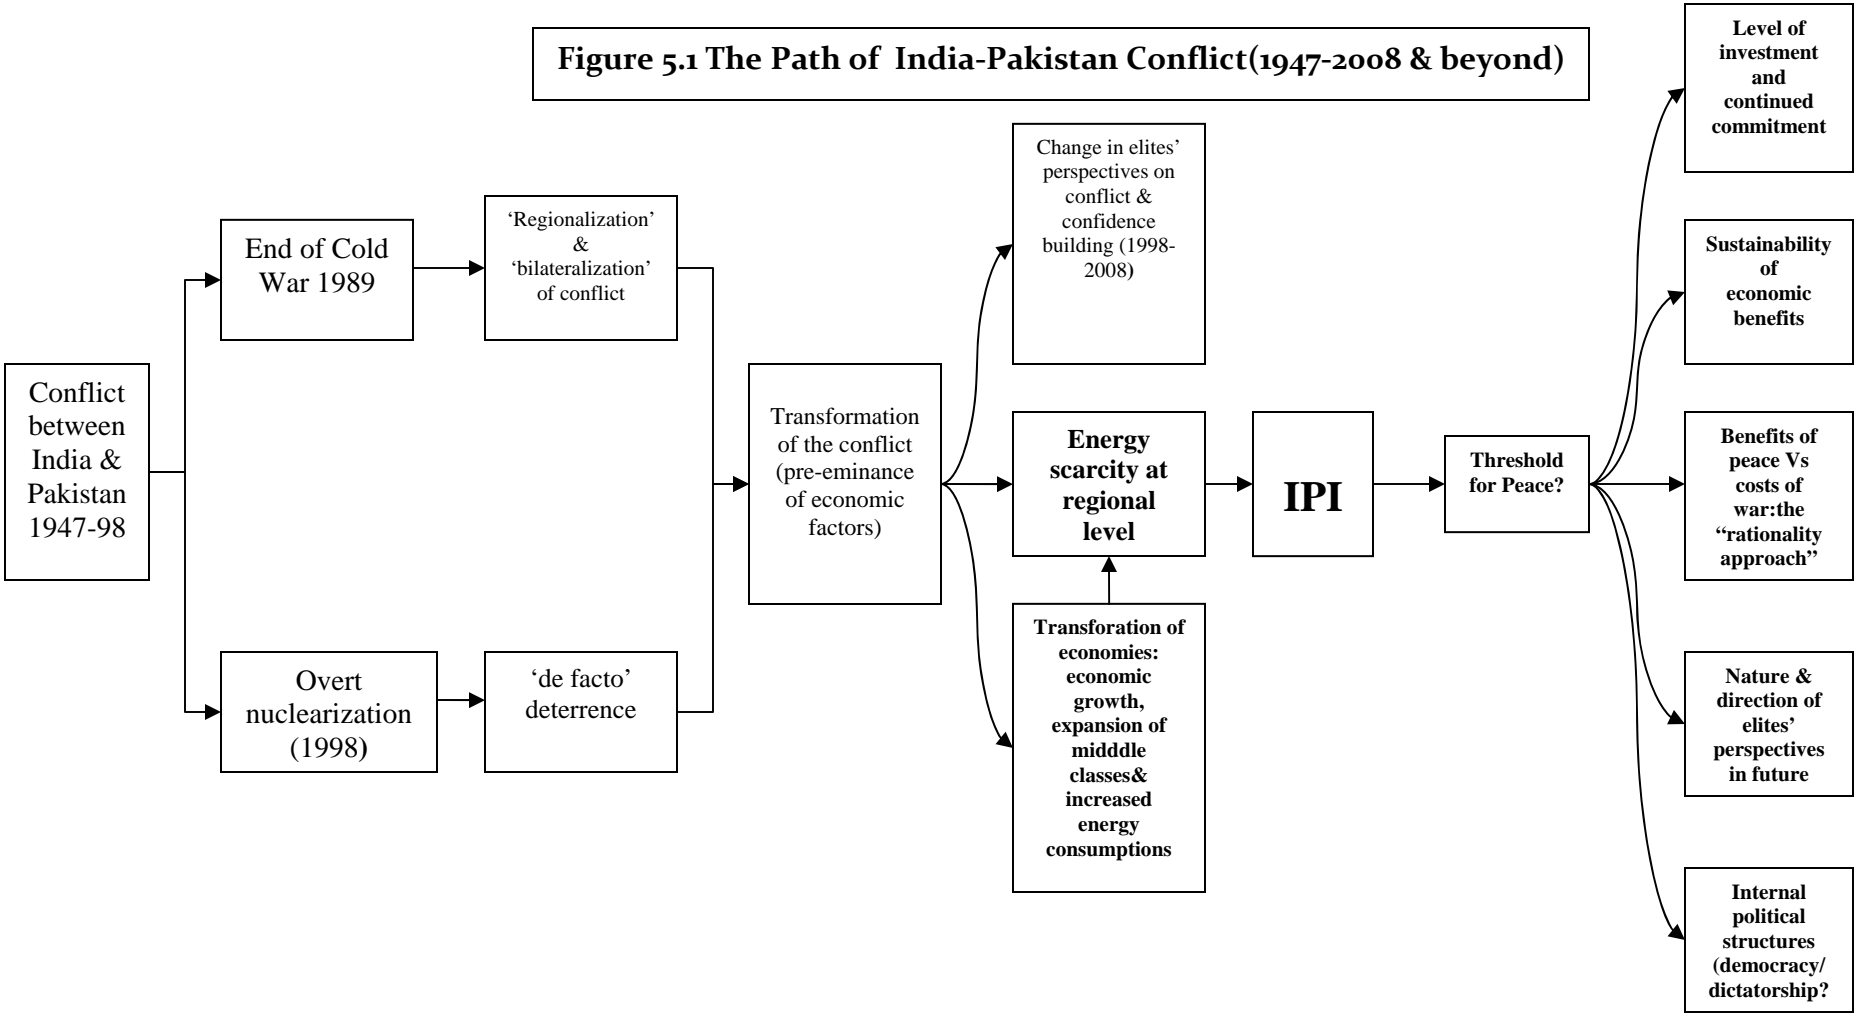 Figure 5.1 The Path of India-Pakistan Conflict(1947-2008 & beyond)
Conflict
between
India &
Pakistan
1947-98
End of Cold
War 1989
‘Regionalization’
&
‘bilateralization’
of conflict
Overt
nuclearization
(1998)
‘de facto’
deterrence
Transformation
of the conflict
(pre-eminance
of economic
factors)
Change in elites’
perspectives on
conflict &
confidence
building (1998-
2008)
Energy
scarcity at
regional
level
Transforation of
economies:
economic
growth,
expansion of
midddle
classes&
increased
energy
consumptions
IPI
Threshold
for Peace?
Level of
investment
and
continued
commitment
Sustainability
of
economic
benefits
Benefits of
peace Vs
costs of
war:the
“rationality
approach”
Nature &
direction of
elites’
perspectives
in future
Internal
political
structures
(democracy/
dictatorship?